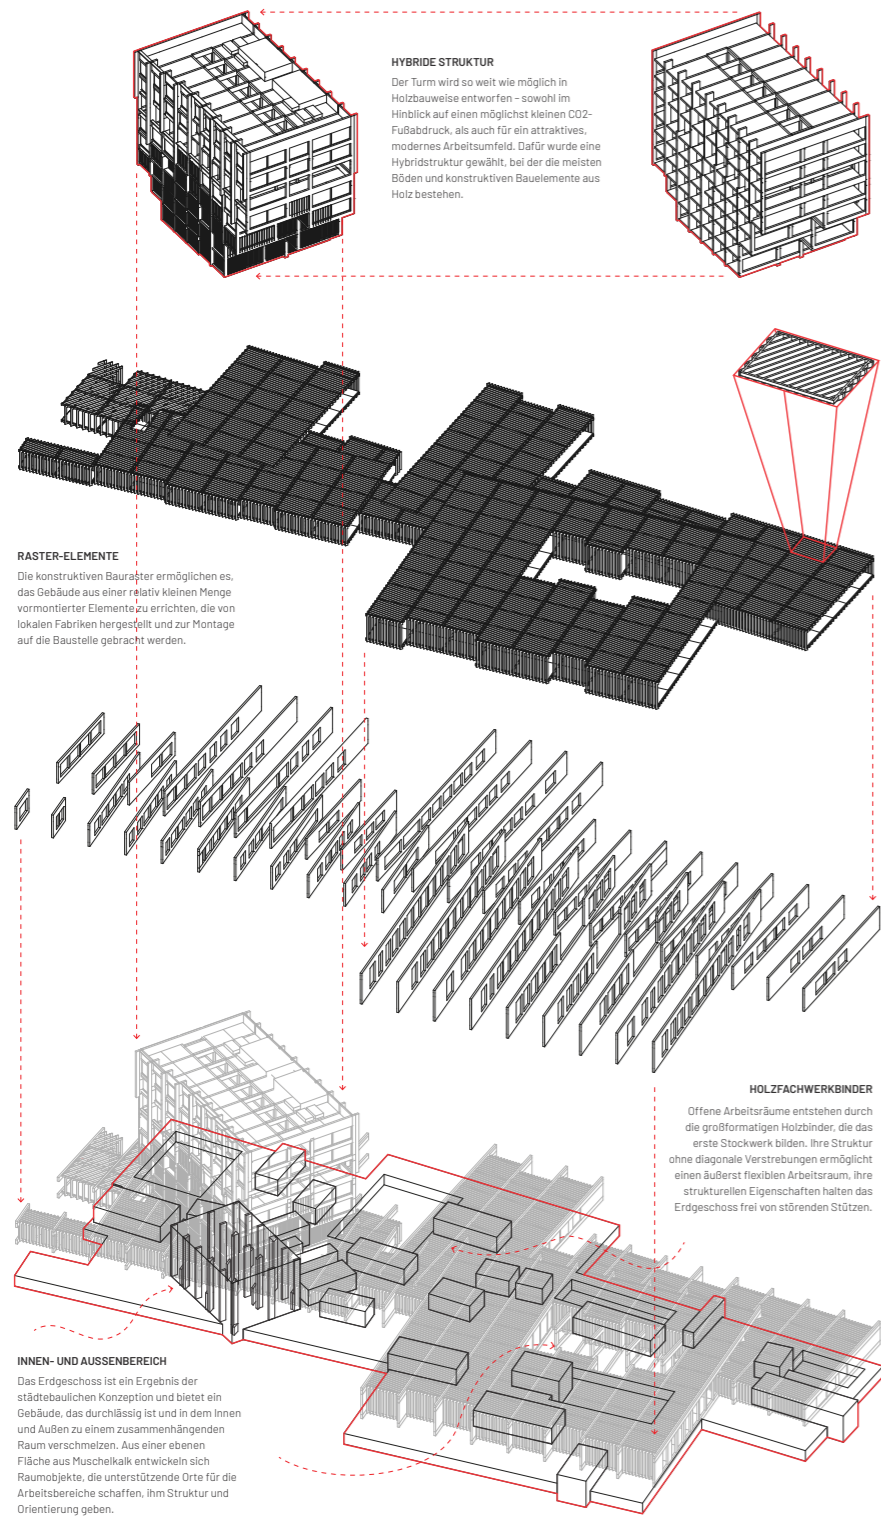 HYBRIDE STRUKTUR
Der Turm wird so weit wie möglich in
Holzbauweise entworfen – sowohl im
Hinblick auf einen möglichst kleinen CO2-
Fußabdruck, als auch für ein attraktives,
modernes Arbeitsumfeld. Dafür wurde eine
Hybridstruktur gewählt, bei der die meisten
Böden und konstruktiven Bauelemente aus
Holz bestehen.
RASTER-ELEMENTE
Die konstruktiven Bauraster ermöglichen es,
das Gebäude aus einer relativ kleinen Menge
vormontierter Elemente zu errichten, die von
lokalen Fabriken hergestellt und zur Montage
auf die Baustelle gebracht werden.
HOLZFACHWERKBINDER
Offene Arbeitsräume entstehen durch
die großformatigen Holzbinder, die das
erste Stockwerk bilden. Ihre Struktur
ohne diagonale Verstrebungen ermöglicht
einen äußerst flexiblen Arbeitsraum, ihre
strukturellen Eigenschaften halten das
Erdgeschoss frei von störenden Stützen.
INNEN- UND AUSSENBEREICH
Das Erdgeschoss ist ein Ergebnis der
städtebaulichen Konzeption und bietet ein
Gebäude, das durchlässig ist und in dem Innen
und Außen zu einem zusammenhängenden
Raum verschmelzen. Aus einer ebenen
Fläche aus Muschelkalk entwickeln sich
Raumobjekte, die unterstützende Orte für die
Arbeitsbereiche schaffen, ihm Struktur und
Orientierung geben.